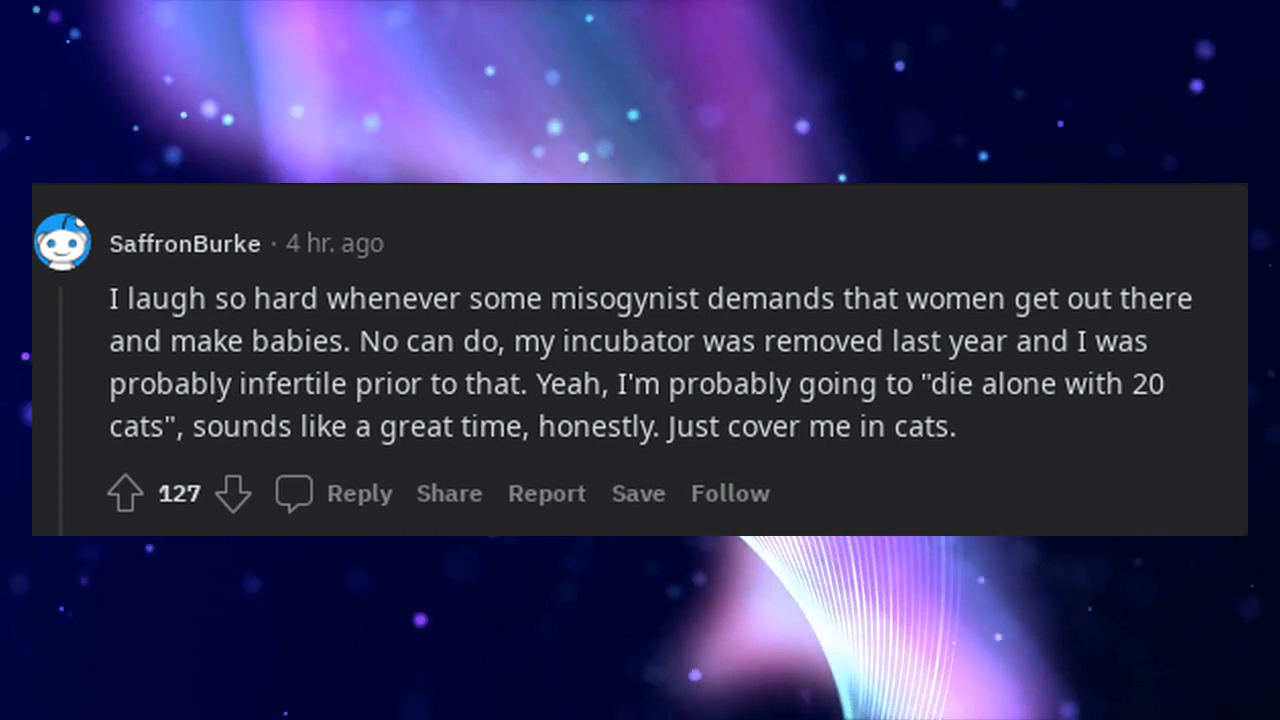 SaffronBurke · 4 hr. ago
I laugh so hard whenever some misogynist demands that women get out there
and make babies. No can do, my incubator was removed last year and I was
probably infertile prior to that. Yeah, I'm probably going to "die alone with 20
cats", sounds like a great time, honestly. Just cover me in cats.
127 Reply Share Report Save Follow